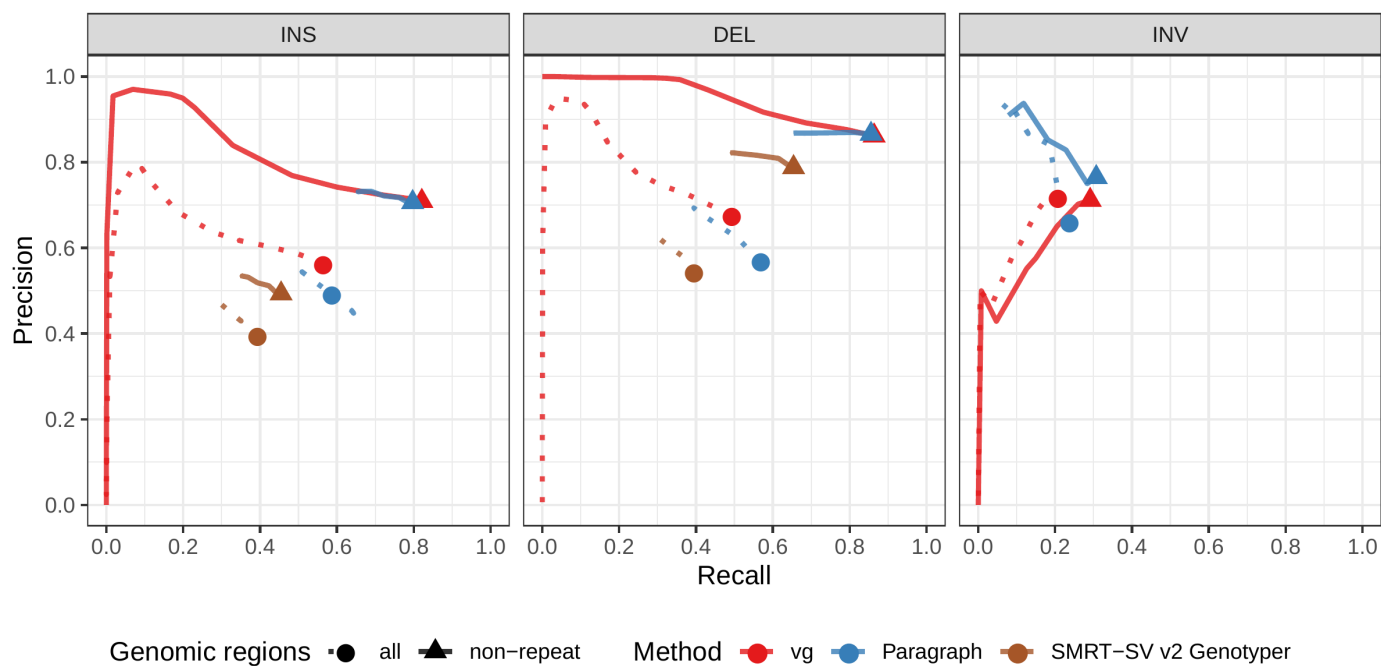 INS DEL INV
Precision
1.0
0.8
0.6
0.4
0.2
0.0
0.0 0.2 0.4 0.6 0.8 1.0 0.0 0.2 0.4 0.6 0.8 1.0 0.0 0.2 0.4 0.6 0.8 1.0
Recall
Genomic regions all non−repeat Method vg Paragraph SMRT−SV v2 Genotyper